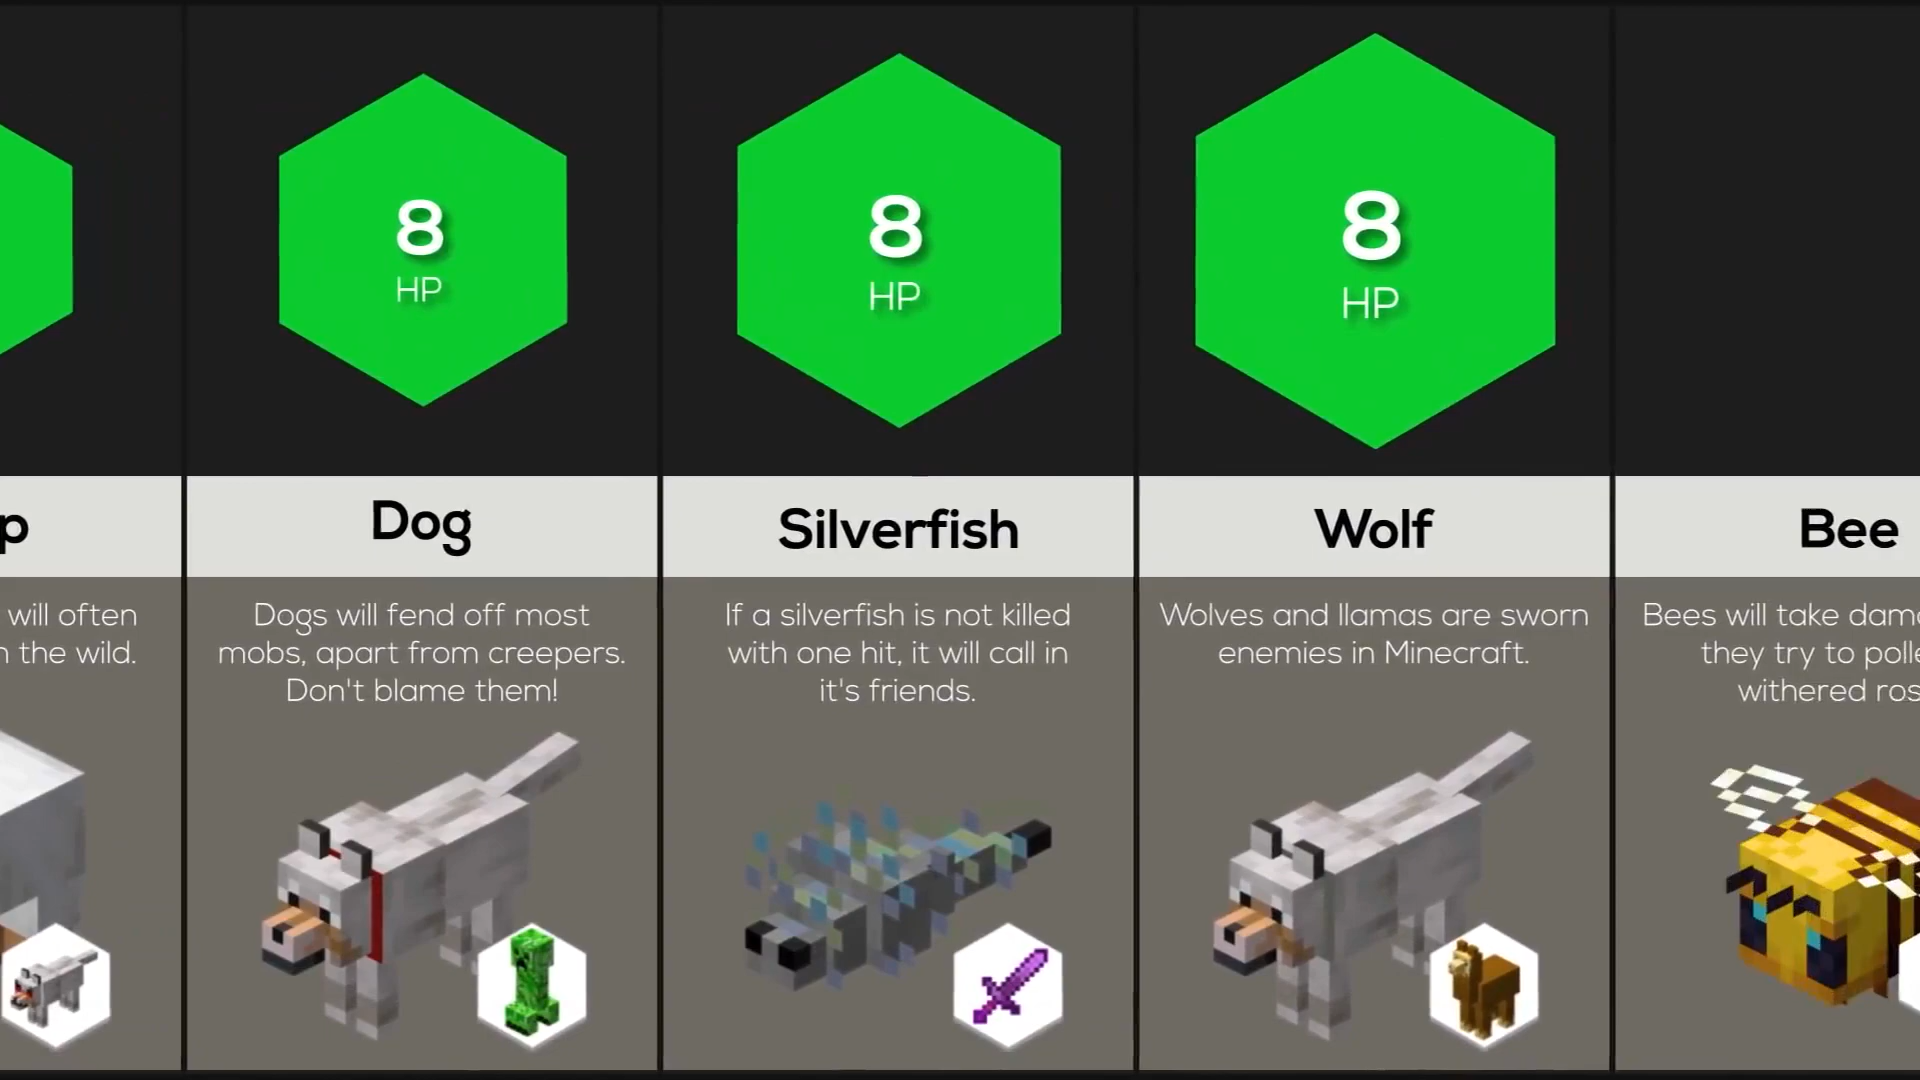 p
will often
the wild.
8
HP
Dog
Dogs will fend off most
mobs, apart from creepers.
Don't blame them!
8
HP
Silverfish
If a silverfish is not killed
with one hit, it will call in
it's friends.
8
HP
Wolf
Wolves and llamas are sworn
enemies in Minecraft.
Bee
Bees will take
they try to
withered